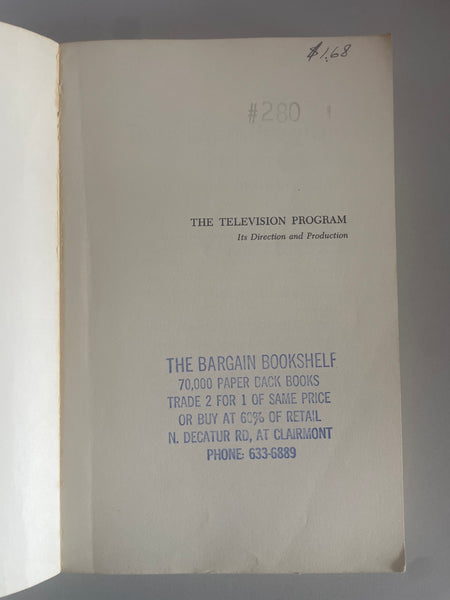 $1.68
#280
THE TELEVISION PROGRAM
Its Direction and Production
THE BARGAIN BOOKSHELF
70,000 PAPER BACK BOOKS
TRADE 2 FOR 1 OF SAME PRICE
OR BUY AT 60% OF RETAIL
N. DECATUR RD, AT CLAIRMONT
PHONE: 633-6889